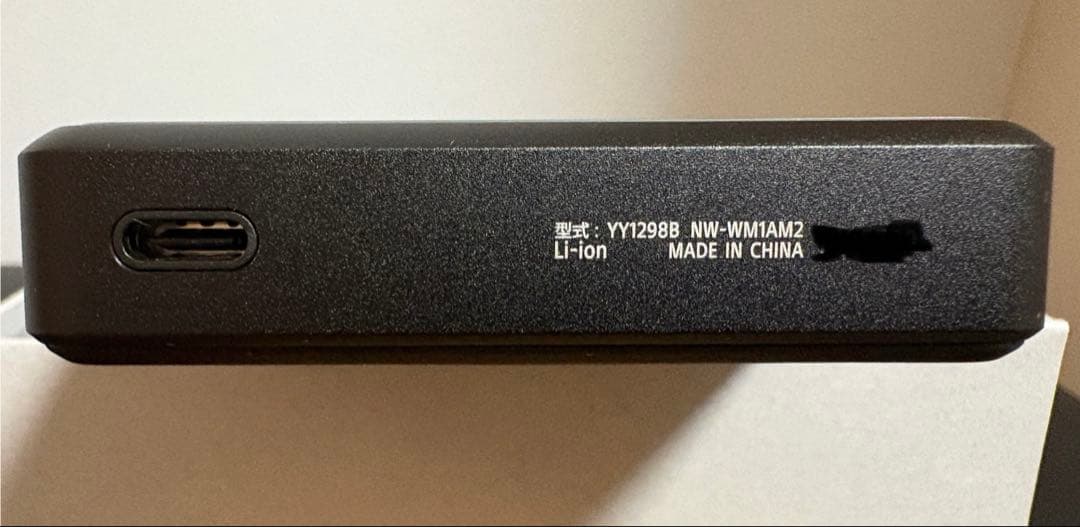 型式 : YY1298B NW-WM1AM2
Li-ion MADE IN CHINA